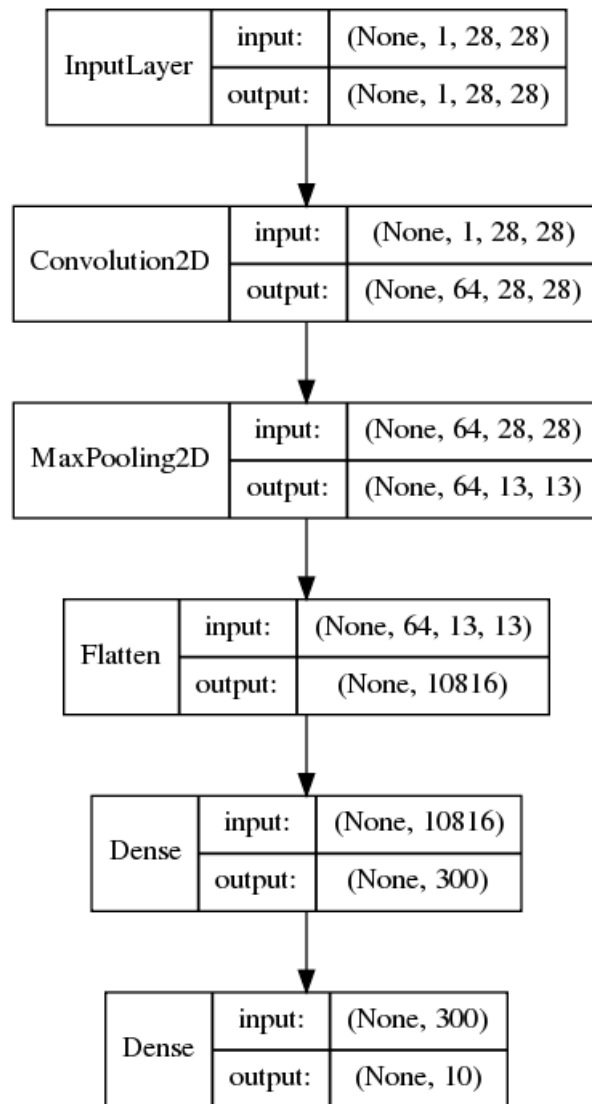 InputLayer
input: (None, 1, 28, 28)
output: (None, 1, 28, 28)
Convolution2D
input: (None, 1, 28, 28)
output: (None, 64, 28, 28)
MaxPooling2D
input: (None, 64, 28, 28)
output: (None, 64, 13, 13)
Flatten
input: (None, 64, 13, 13)
output: (None, 10816)
Dense
input: (None, 10816)
output: (None, 300)
Dense
input: (None, 300)
output: (None, 10)